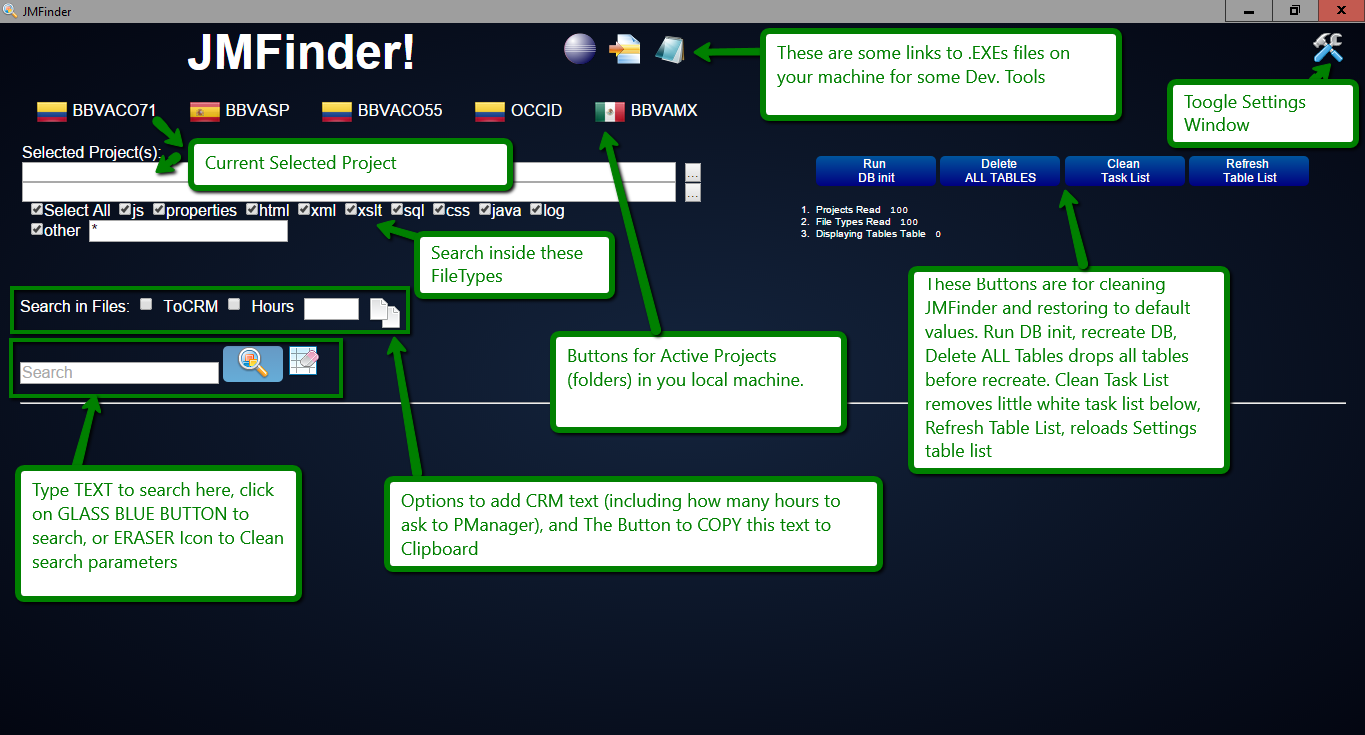 JMFinder
JMFinder!
These are some links to .EXEs files on
your machine for some Dev. Tools
Toogle Settings
Window
BBVACO71 BBVASP BBVACO55 OCCID BBVAMX
Selected Project(s):
Current Selected Project
...
...
Run
DB init
Delete
ALL TABLES
Clean
Task List
Refresh
Table List
Select All js properties html xml xslt sql css java log
other *
1. Projects Read 100
2. File Types Read 100
3. Displaying Tables Table 0
Search inside these
FileTypes
Search in Files: ToCRM Hours
Search
Buttons for Active Projects
(folders) in you local machine.
These Buttons are for cleaning
JMFinder and restoring to default
values. Run DB init, recreate DB,
Delete ALL Tables drops all tables
before recreate. Clean Task List
removes little white task list below,
Refresh Table List, reloads Settings
table list
Type TEXT to search here, click
on GLASS BLUE BUTTON to
search, or ERASER Icon to Clean
search parameters
Options to add CRM text (including how many hours to
ask to PManager), and The Button to COPY this text to
Clipboard